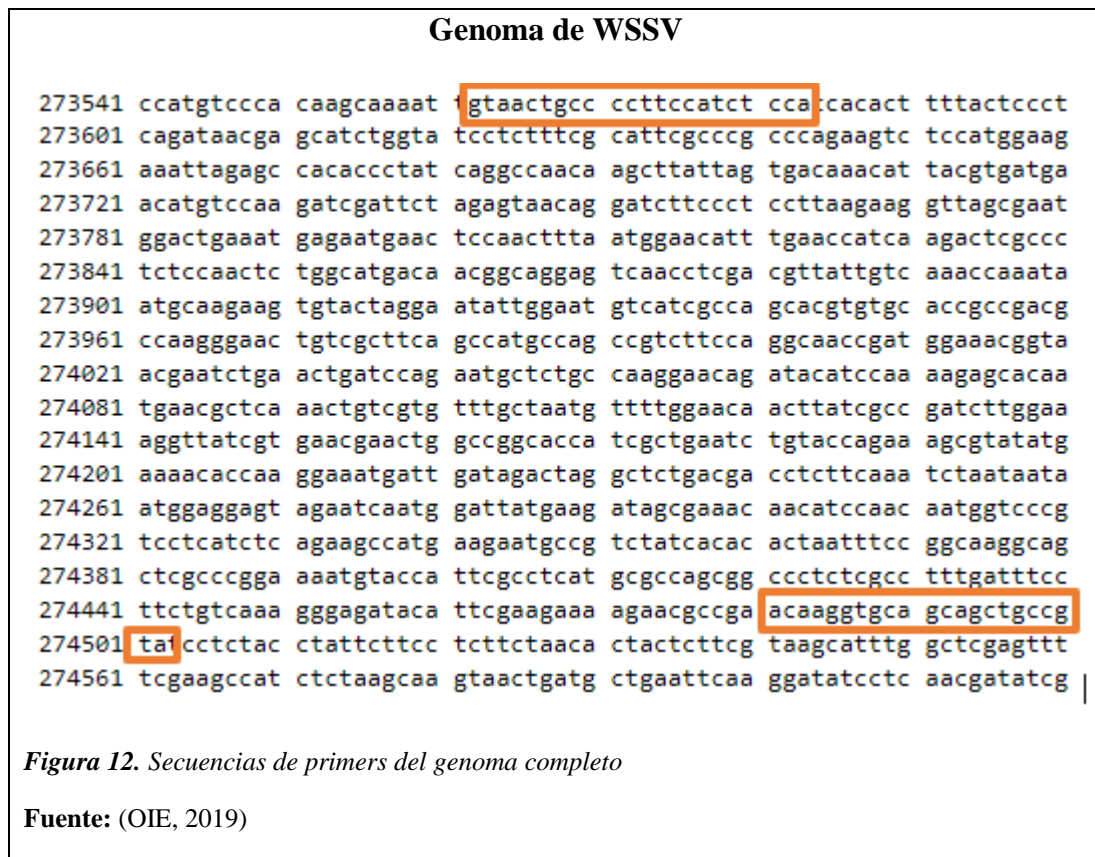 Genoma de WSSV
273541 ccatgtccca caagcaaaat tgtaactgcc cccttccatct ccatcacact tttactccct
273601 cagataacga gcatctggta tcctctttcg cattcgcccg cccagaagtc tccatggaag
273661 aaattagagc cacaccctat caggccaaca agcttattag tgacaaacat tacgtgatga
273721 acatgtccaa gatcgattct agagtaacag gatcttccct ccttaagaag gttagcgaat
273781 ggactgaaat gagaatgaac tccaacttta atggaacatt tgaaccatca agactcgccc
273841 tctccaactc tggcatgaca acggcaggag tcaacctcga cgttattgtc aaaccaaata
273901 atgcaagaag tgtactagga atattggaat gtcatcgcca gcacgtgtgc accgccgacg
273961 ccaagggaac tgtcgcttca gccatgccag ccgtcttcca ggcaaccgat ggaaacggta
274021 acgaatctga actgatccag aatgctctgc caaggaacag atacatccaa aagagcacaa
274081 tgaacgctca aactgtcgtg tttgctaatg ttttggaaca acttatcgcc gatcttggaa
274141 aggttatcgt gaacgaactg gccggcacca tcgctgaatc tgtaccagaa agcgtatatg
274201 aaaacaccaa ggaaatgatt gatagactag gctctgacga cctcttcaaa tctaataata
274261 atggaggagt agaatcaatg gattatgaag atagcgaaac aacatccaac aatggtcccg
274321 tcctcatctc agaagccatg aagaatgccg tctatcacac actaatttcc ggcaaggcag
274381 ctcgcccgga aaatgtacca ttcgcctcat gcgccagcgg ccctctcgcc tttgatttcc
274441 ttctgtcaaa gggagataca ttcgaagaaa agaacgccga acaaggtgca gcagctgccg
274501 tatcctctac ctattcttcc tcttctaaca ctactcttcg taagcatttg gctcgagttt
274561 tcgaagccat ctctaagcaa gtaactgatg ctgaattcaa ggatatcctc aacgatatcg
Figura 12. Secuencias de primers del genoma completo
Fuente: (OIE, 2019)